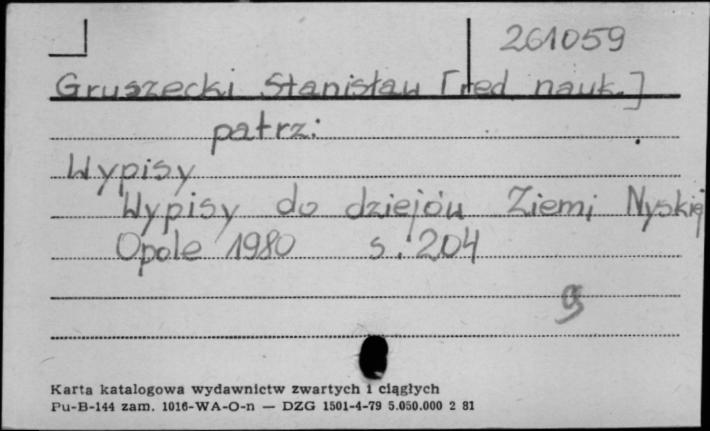 261059
Gruszecki Stanisław [red. nauk.]
patrz:
Wypisy
Wypisy do dziejów Ziemi Nyskiej
Opole 1980 s. 204
Karta katalogowa wydawnictw zwartych i ciągłych
Pu-B-144 zam. 1016-WA-O-n — DZG 1501-4-79 5.050.000 2 81